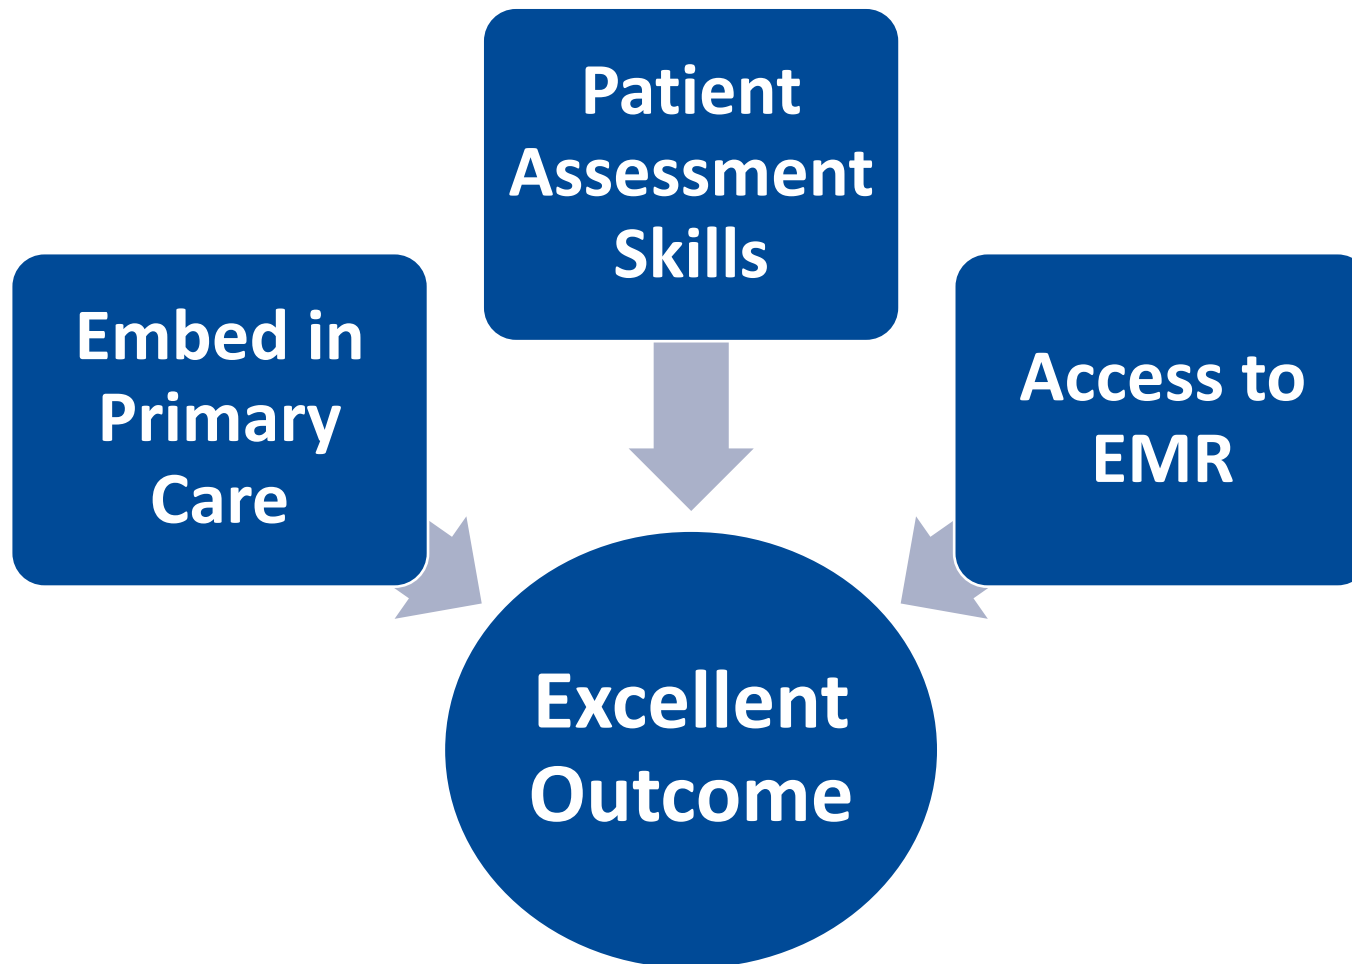 Patient
Assessment
Skills
Embed in
Primary
Care
Access to
EMR
Excellent
Outcome